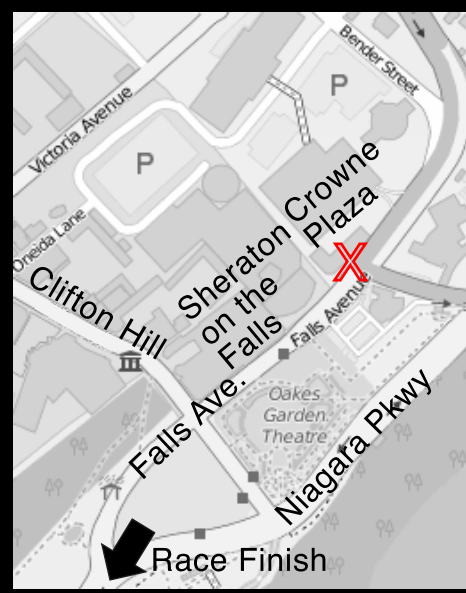 Bender Street
P
Victoria Avenue
P
Crowne
Plaza
Oneida Lane
Sheraton
on the
Falls
X
Clifton Hill
Falls Avenue
Falls Ave.
Oakes
Garden
Theatre
Niagara Pkwy
Race Finish